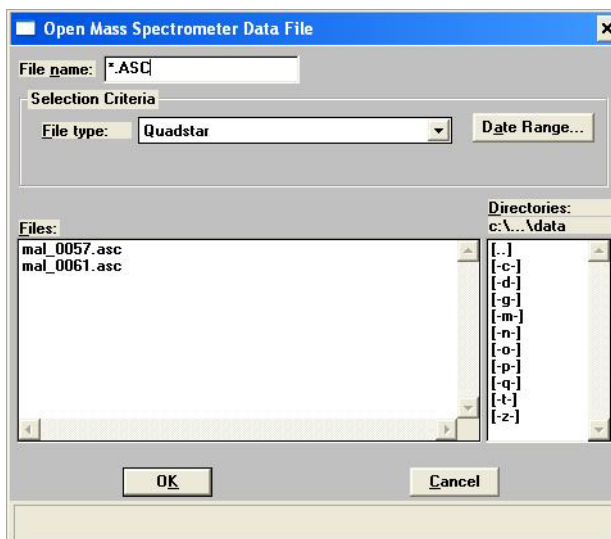 Open Mass Spectrometer Data File
File name: *.ASC
Selection Criteria
File type: Quadstar Date Range...
Files:
mal_0057.asc
mal_0061.asc
Directories:
c:\...\data
[..]
[-c-]
[-d-]
[-g-]
[-m-]
[-n-]
[-o-]
[-p-]
[-q-]
[-t-]
[-z-]
OK Cancel